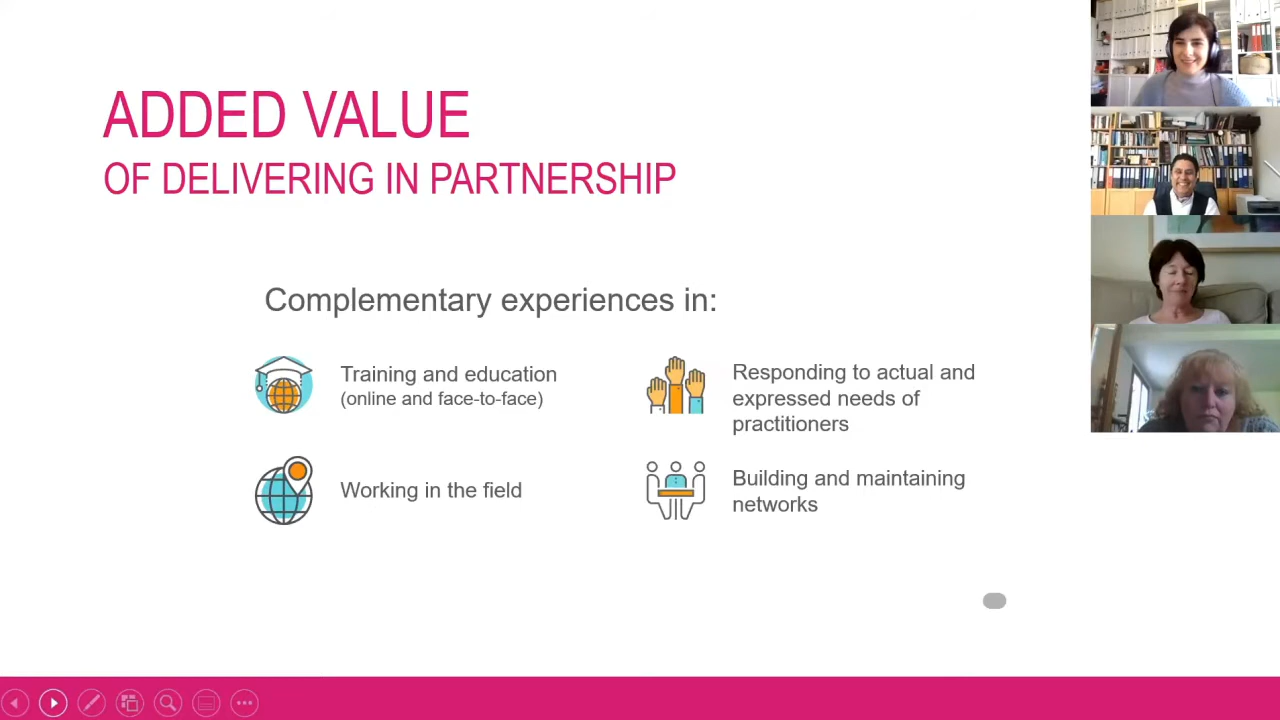 ADDED VALUE
OF DELIVERING IN PARTNERSHIP
Complementary experiences in:
Training and education
(online and face-to-face)
Responding to actual and
expressed needs of
practitioners
Working in the field
Building and maintaining
networks